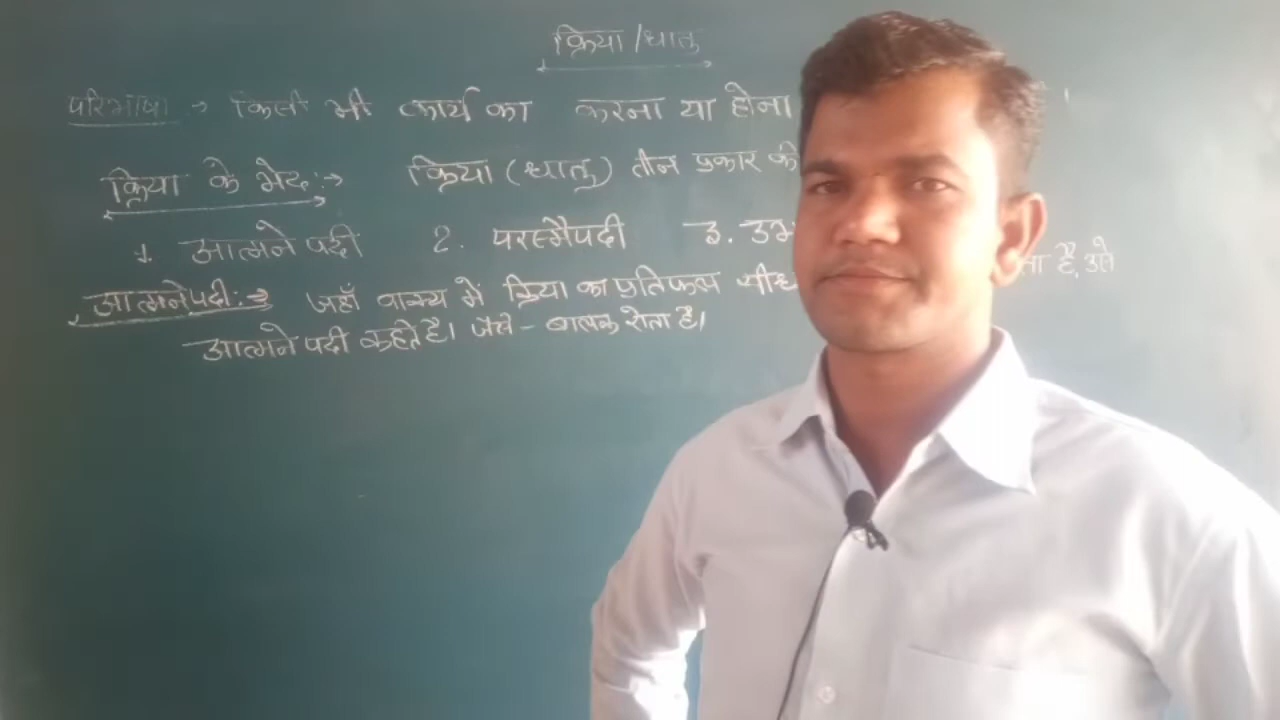 क्रिया/धातु
परिभाषा → किसी भी कार्य का करना या होना
क्रिया के भेद :→ क्रिया (धातु) तीन प्रकार की
1. आत्मने पदी 2. परस्मैपदी 3. उभ
आत्मनेपदी :→ जहाँ वाक्य में क्रिया का प्रतिफल सीध ता है, उसे
आत्मने पदी कहते है। जैसे - बालक रोता है।